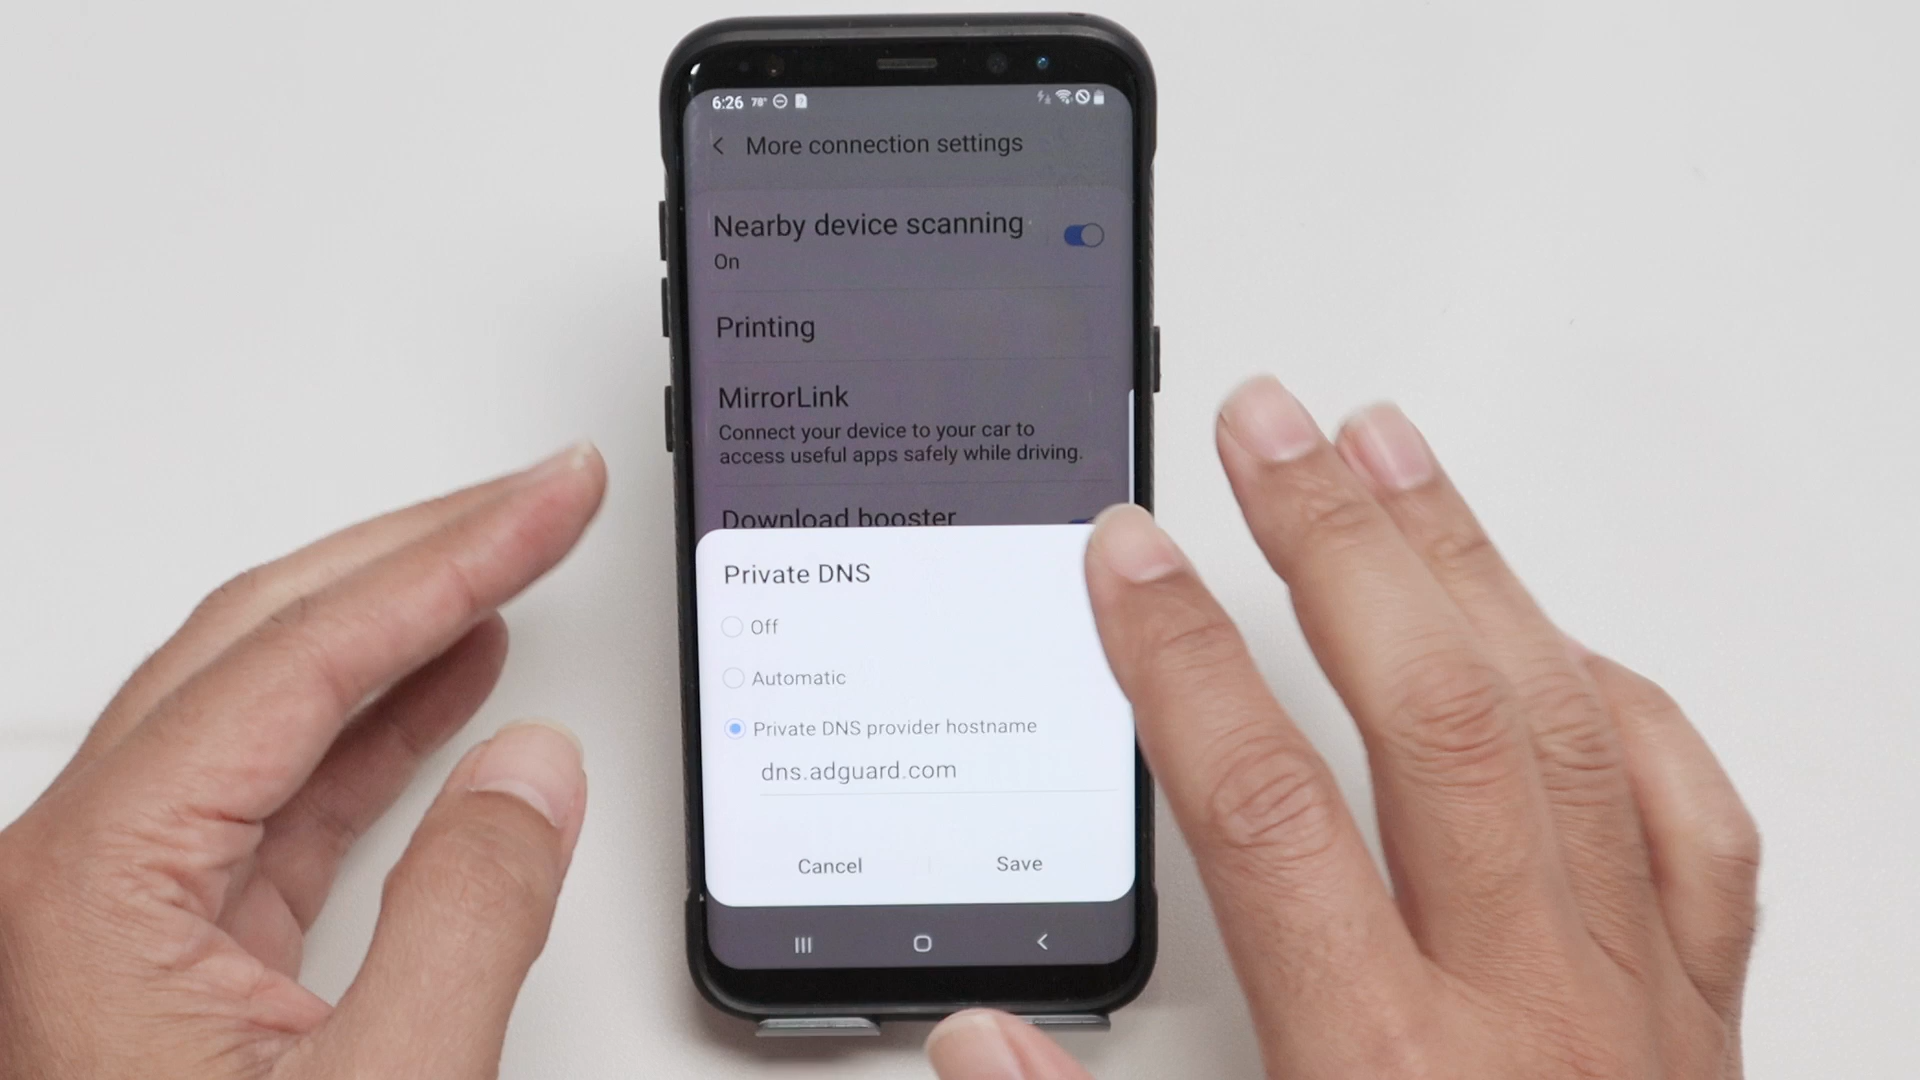 6:26 78°
More connection settings
Nearby device scanning
On
Printing
MirrorLink
Connect your device to your car to
access useful apps safely while driving.
Download booster
Private DNS
Off
Automatic
Private DNS provider hostname
dns.adguard.com
Cancel
Save